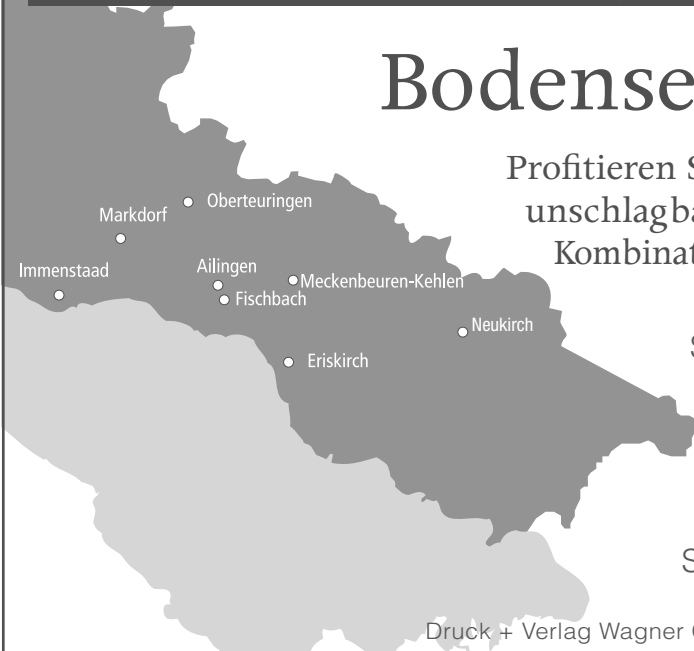 Bodense
Profitieren S
unschlagba
Kombinat
Oberteuringen
Markdorf
Immenstaad
Ailingen
Meckenbeuren-Kehlen
Fischbach
Neukirch
Eriskirch
S
S
Druck + Verlag Wagner